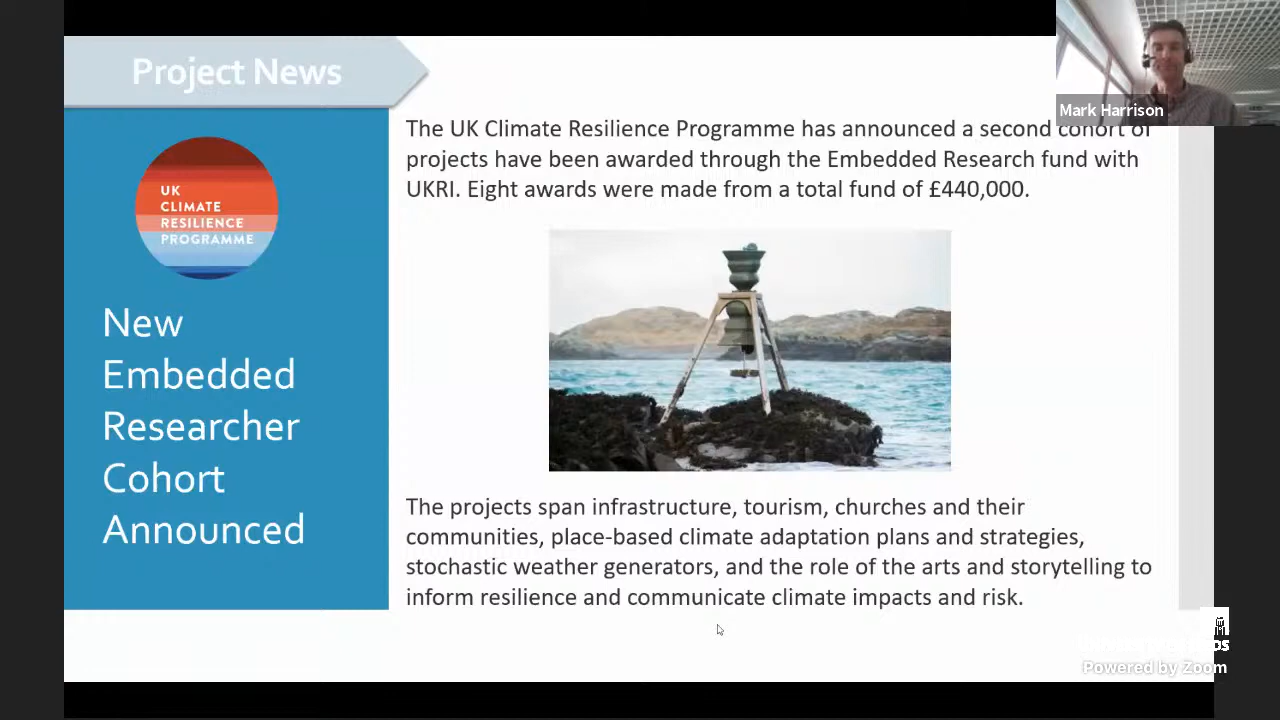 Project News
Mark Harrison
UK
CLIMATE
RESILIENCE
PROGRAMME
New
Embedded
Researcher
Cohort
Announced
The UK Climate Resilience Programme has announced a second cohort of
projects have been awarded through the Embedded Research fund with
UKRI. Eight awards were made from a total fund of £440,000.
The projects span infrastructure, tourism, churches and their
communities, place-based climate adaptation plans and strategies,
stochastic weather generators, and the role of the arts and storytelling to
inform resilience and communicate climate impacts and risk.
Powered by Zoom